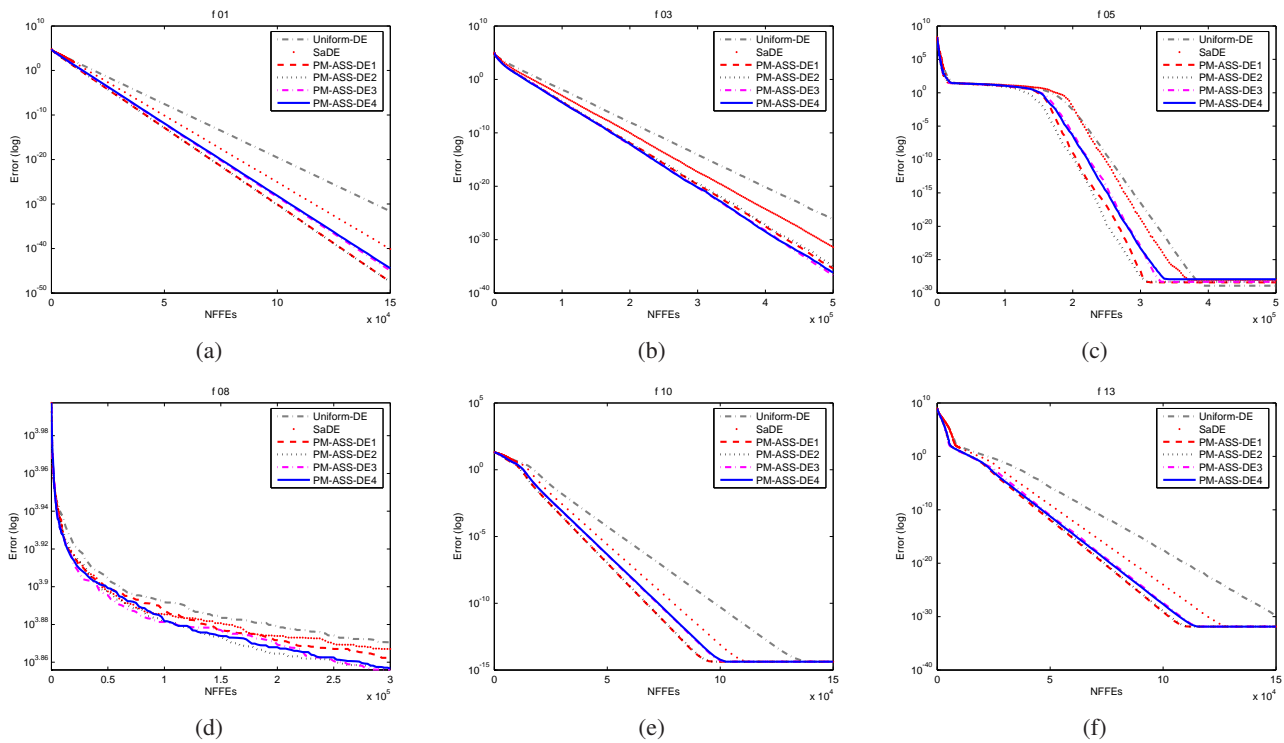 f 01
Error (log)
10^10
10^0
10^-10
10^-20
10^-30
10^-40
10^-50
Uniform-DE
SaDE
PM-ASS-DE1
PM-ASS-DE2
PM-ASS-DE3
PM-ASS-DE4
0 5 10 15
x 10^4
NFFEs
(a)
f 03
Error (log)
10^10
10^0
10^-10
10^-20
10^-30
10^-40
Uniform-DE
SaDE
PM-ASS-DE1
PM-ASS-DE2
PM-ASS-DE3
PM-ASS-DE4
0 1 2 3 4 5
x 10^5
NFFEs
(b)
f 05
Error (log)
10^10
10^5
10^0
10^-5
10^-10
10^-15
10^-20
10^-25
10^-30
Uniform-DE
SaDE
PM-ASS-DE1
PM-ASS-DE2
PM-ASS-DE3
PM-ASS-DE4
0 1 2 3 4 5
x 10^5
NFFEs
(c)
f 08
Error (log)
10^3.98
10^3.96
10^3.94
10^3.92
10^3.9
10^3.88
10^3.86
Uniform-DE
SaDE
PM-ASS-DE1
PM-ASS-DE2
PM-ASS-DE3
PM-ASS-DE4
0 0.5 1 1.5 2 2.5 3
x 10^5
NFFEs
(d)
f 10
Error (log)
10^5
10^0
10^-5
10^-10
10^-15
Uniform-DE
SaDE
PM-ASS-DE1
PM-ASS-DE2
PM-ASS-DE3
PM-ASS-DE4
0 5 10 15
x 10^4
NFFEs
(e)
f 13
Error (log)
10^10
10^0
10^-10
10^-20
10^-30
10^-40
Uniform-DE
SaDE
PM-ASS-DE1
PM-ASS-DE2
PM-ASS-DE3
PM-ASS-DE4
0 5 10 15
x 10^4
NFFEs
(f)